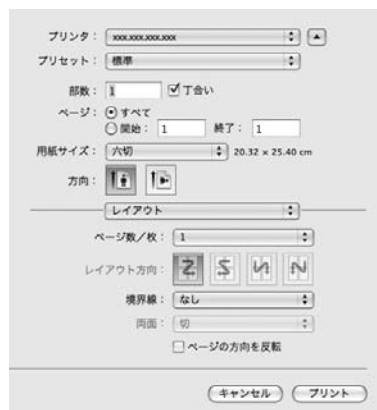 プリンタ： xxx.xxx.xxx.xxx
プリセット： 標準
部数： 1 丁合い
ページ： すべて
開始： 1 終了： 1
用紙サイズ： 六切 20.32 x 25.40 cm
方向：
レイアウト
ページ数／枚： 1
レイアウト方向：
境界線： なし
両面： 切
ページの方向を反転
キャンセル プリント